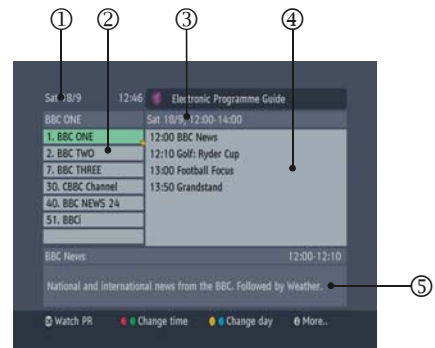 ① ② ③ ④
Sat 18/9 12:46 Electronic Programme Guide
BBC ONE Sat 18/9, 12:00-14:00
1. BBC ONE 12:00 BBC News
2. BBC TWO 12:10 Golf: Ryder Cup
7. BBC THREE 13:00 Football Focus
30. CBBC Channel 13:50 Grandstand
40. BBC NEWS 24
51. BBCi
BBC News 12:00-12:10
National and international news from the BBC. Followed by Weather.
⑤
Watch PR Change time Change day More..